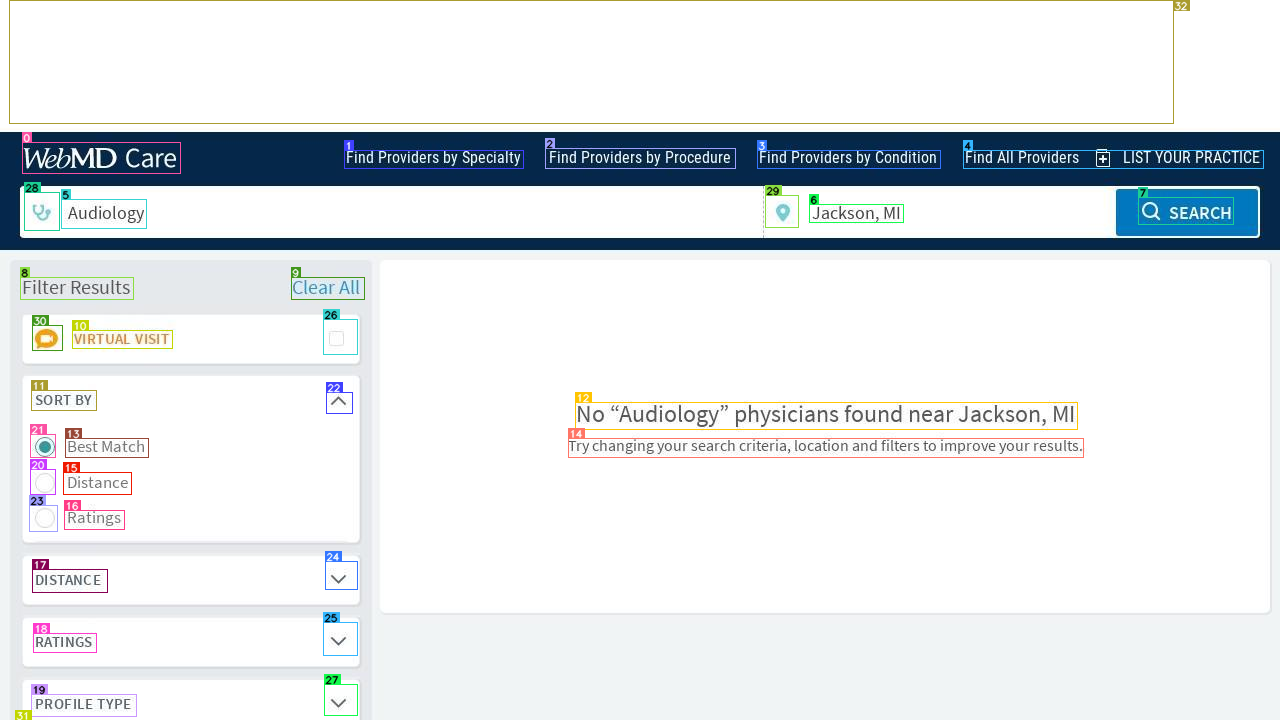 32
0 1 2 3 4
WebMD Care Find Providers by Specialty Find Providers by Procedure Find Providers by Condition Find All Providers LIST YOUR PRACTICE
28 5 29 6 7
Audiology Jackson, MI SEARCH
8 9
Filter Results Clear All
30 10 26
VIRTUAL VISIT
11 22
SORT BY
21 13
Best Match
20 15
Distance
23 16
Ratings
17 24
DISTANCE
18 25
RATINGS
19 27
PROFILE TYPE
31
12
No “Audiology” physicians found near Jackson, MI
14
Try changing your search criteria, location and filters to improve your results.